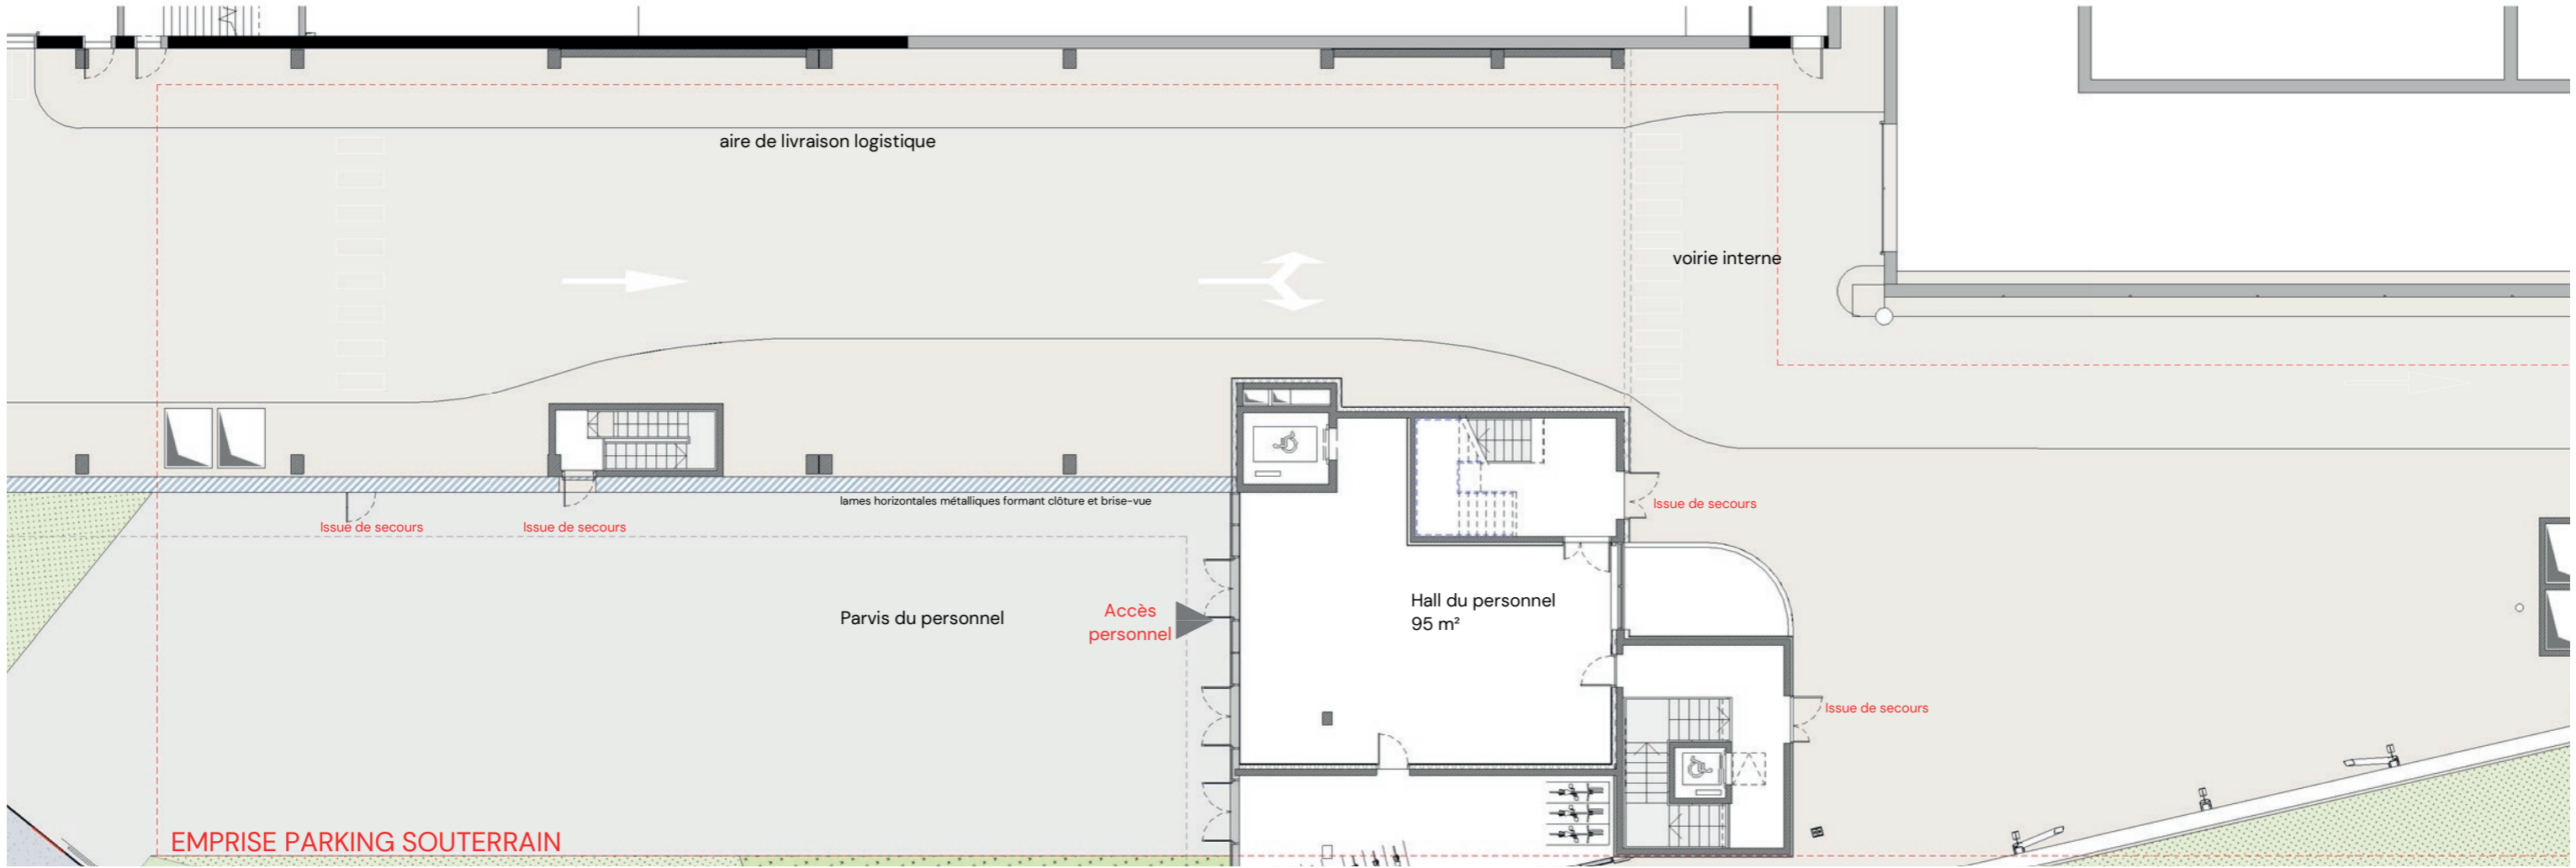 aire de livraison logistique
voirie interne
lames horizontales métalliques formant clôture et brise-vue
Issue de secours
Issue de secours
Issue de secours
Parvis du personnel
Accès
personnel
Hall du personnel
95 m²
Issue de secours
EMPRISE PARKING SOUTERRAIN